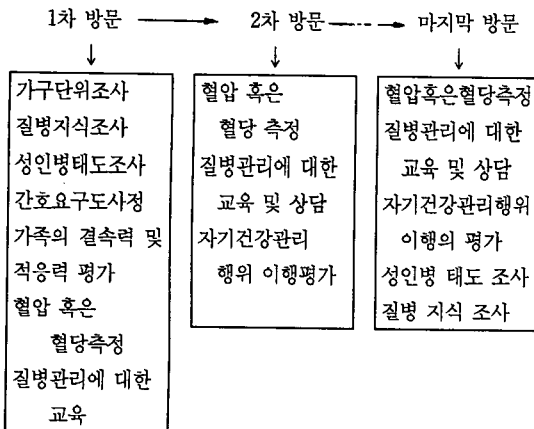 1차 방문 → 2차 방문 → 마지막 방문
가구단위조사
질병지식조사
성인병태도조사
간호요구도사정
가족의 결속력 및
적응력 평가
혈압 혹은
혈당측정
질병관리에 대한
교육
혈압 혹은
혈당 측정
질병관리에 대한
교육 및 상담
자기건강관리
행위 이행평가
혈압혹은혈당측정
질병관리에 대한
교육 및 상담
자기건강관리행위
이행의 평가
성인병 태도 조사
질병 지식 조사